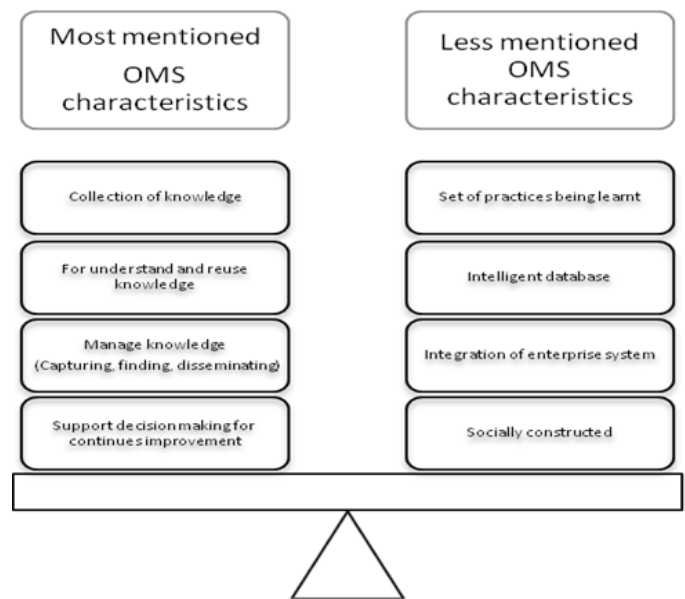 Most mentioned
OMS
characteristics
Collection of knowledge
For understand and reuse
knowledge
Manage knowledge
(Capturing, finding, disseminating)
Support decision making for
continues improvement
Less mentioned
OMS
characteristics
Set of practices being learnt
Intelligent database
Integration of enterprise system
Socially constructed